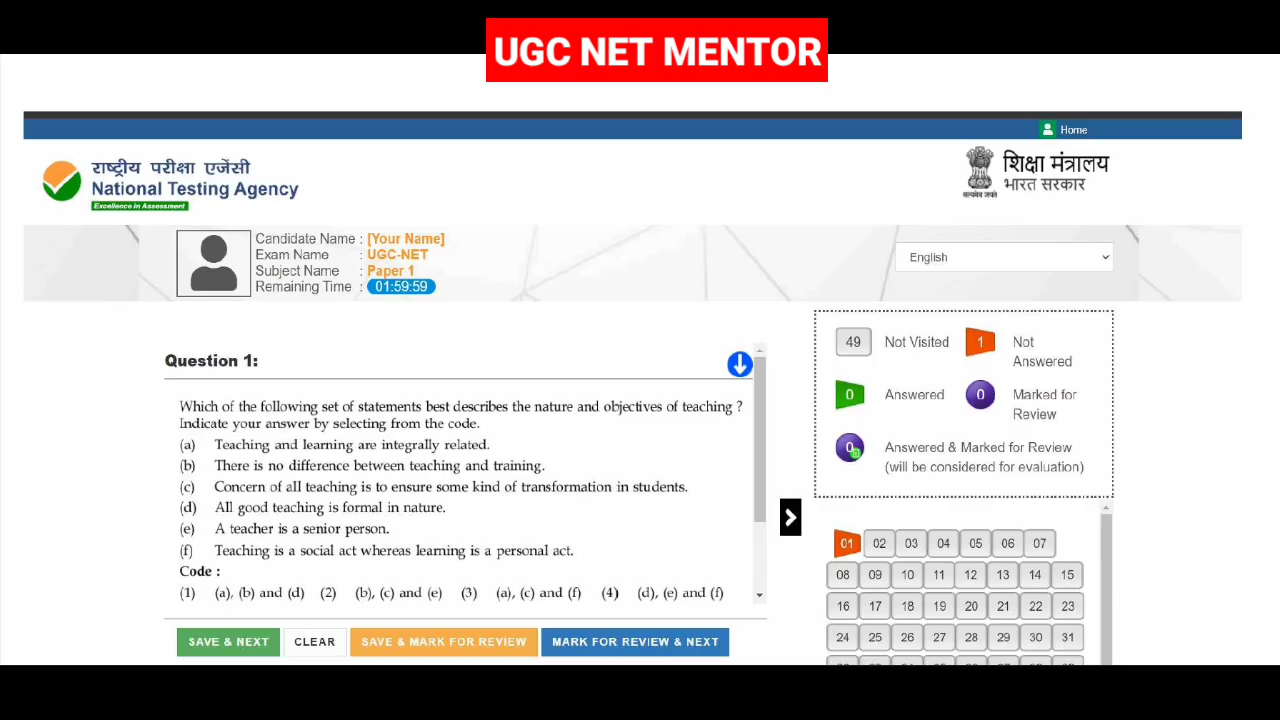 UGC NET MENTOR
Home
राष्ट्रीय परीक्षा एजेंसी
National Testing Agency
Excellence in Assessment
शिक्षा मंत्रालय
भारत सरकार
सत्यमेव जयते
Candidate Name : [Your Name]
Exam Name : UGC-NET
Subject Name : Paper 1
Remaining Time : 01:59:59
English
Question 1:
Which of the following set of statements best describes the nature and objectives of teaching ?
Indicate your answer by selecting from the code.
(a) Teaching and learning are integrally related.
(b) There is no difference between teaching and training.
(c) Concern of all teaching is to ensure some kind of transformation in students.
(d) All good teaching is formal in nature.
(e) A teacher is a senior person.
(f) Teaching is a social act whereas learning is a personal act.
Code :
(1) (a), (b) and (d) (2) (b), (c) and (e) (3) (a), (c) and (f) (4) (d), (e) and (f)
SAVE & NEXT CLEAR SAVE & MARK FOR REVIEW MARK FOR REVIEW & NEXT
49 Not Visited 1 Not
Answered
0 Answered 0 Marked for
Review
0 Answered & Marked for Review
(will be considered for evaluation)
01 02 03 04 05 06 07
08 09 10 11 12 13 14 15
16 17 18 19 20 21 22 23
24 25 26 27 28 29 30 31